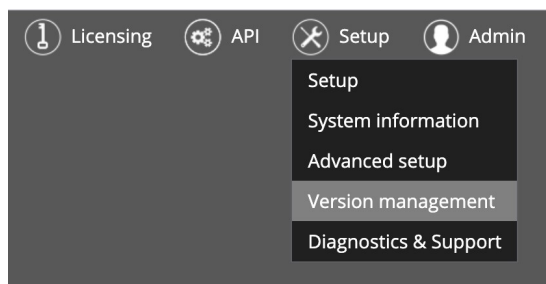 Licensing API Setup Admin
Setup
System information
Advanced setup
Version management
Diagnostics & Support